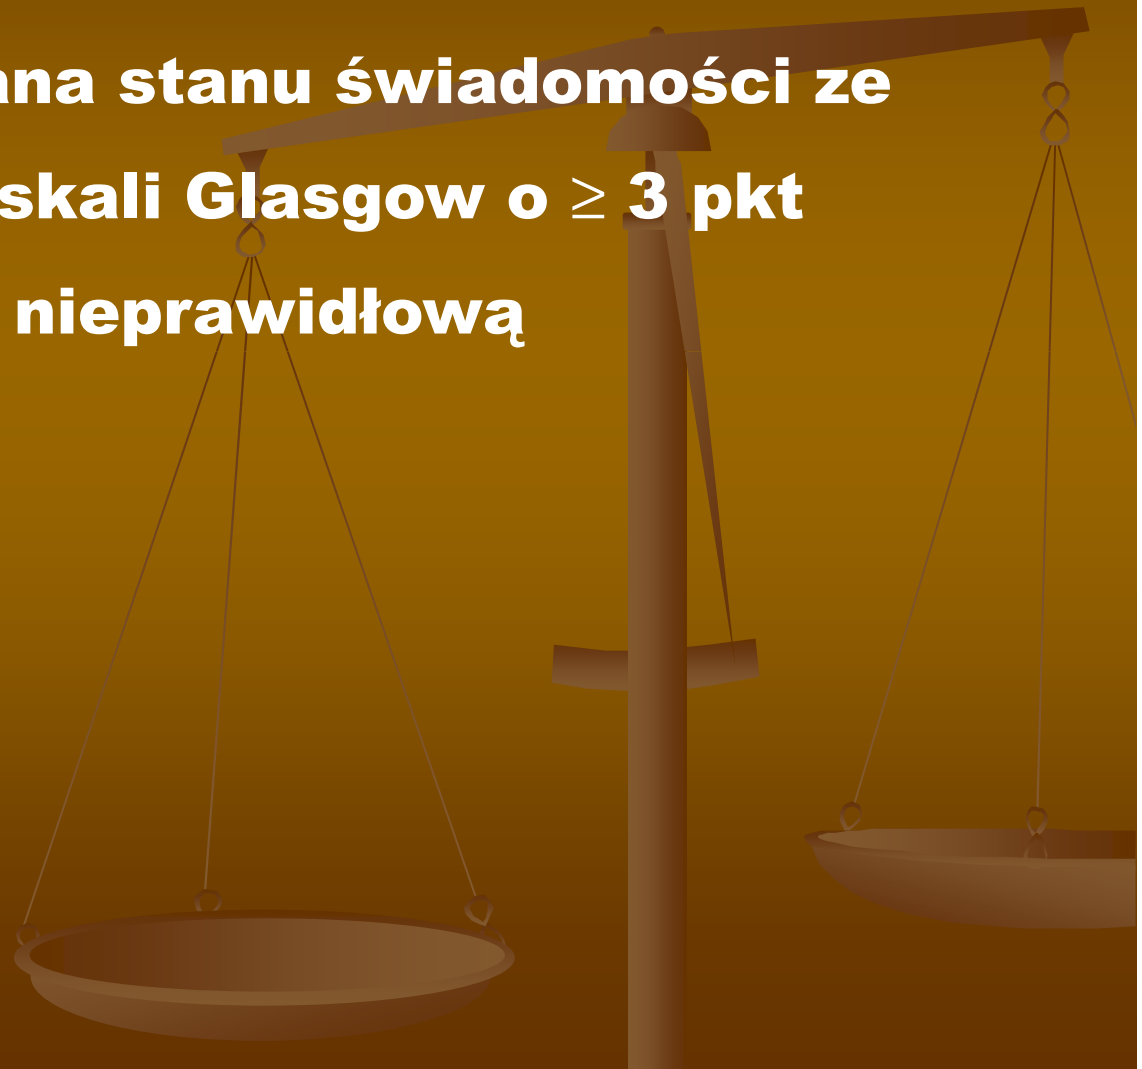 ana stanu świadomości ze
skali Glasgow o ≥ 3 pkt
nieprawidłową